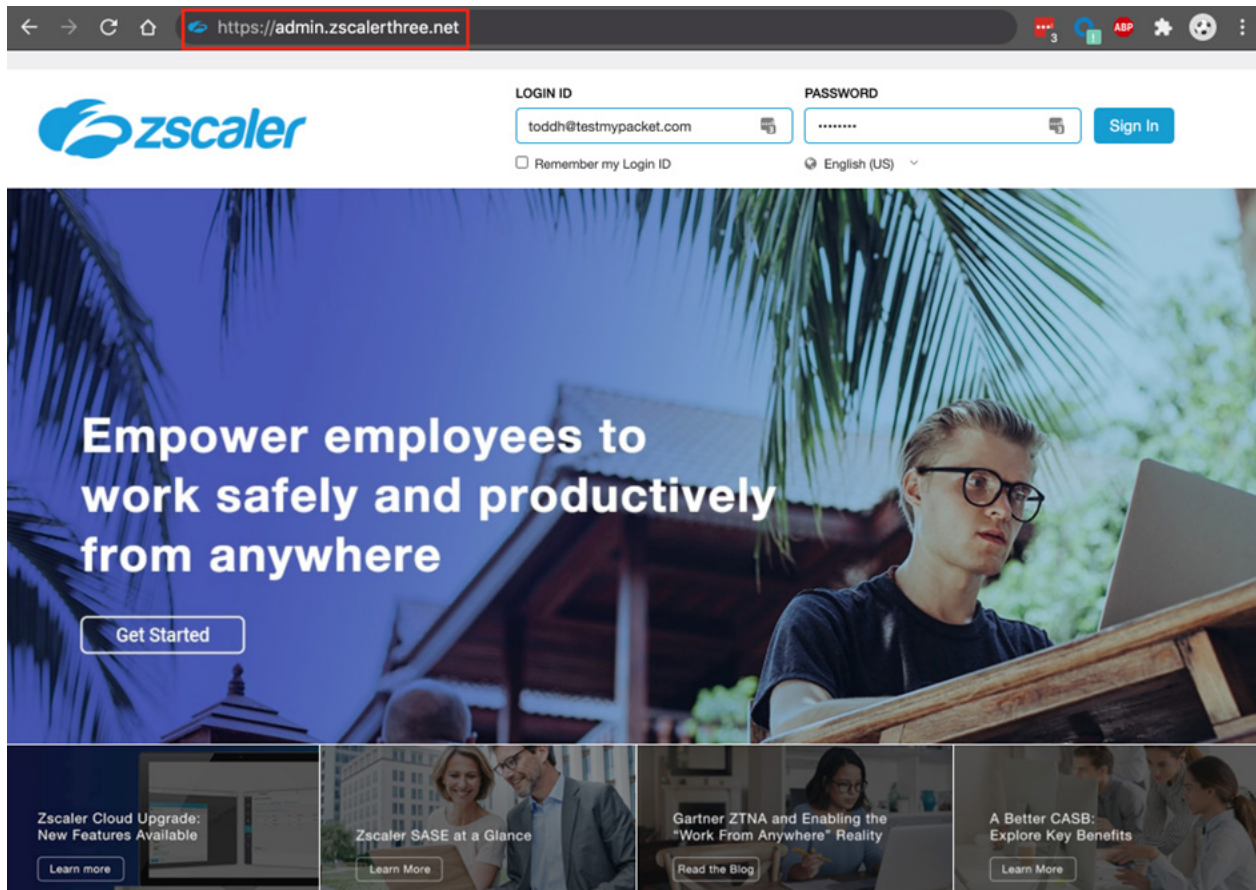 https://admin.zscalerthree.net
3
ABP
zscaler
LOGIN ID
PASSWORD
toddh@testmypacket.com
••••••••
Sign In
Remember my Login ID
English (US)
Empower employees to
work safely and productively
from anywhere
Get Started
Zscaler Cloud Upgrade:
New Features Available
Learn more
Zscaler SASE at a Glance
Learn More
Gartner ZTNA and Enabling the
"Work From Anywhere" Reality
Read the Blog
A Better CASB:
Explore Key Benefits
Learn More